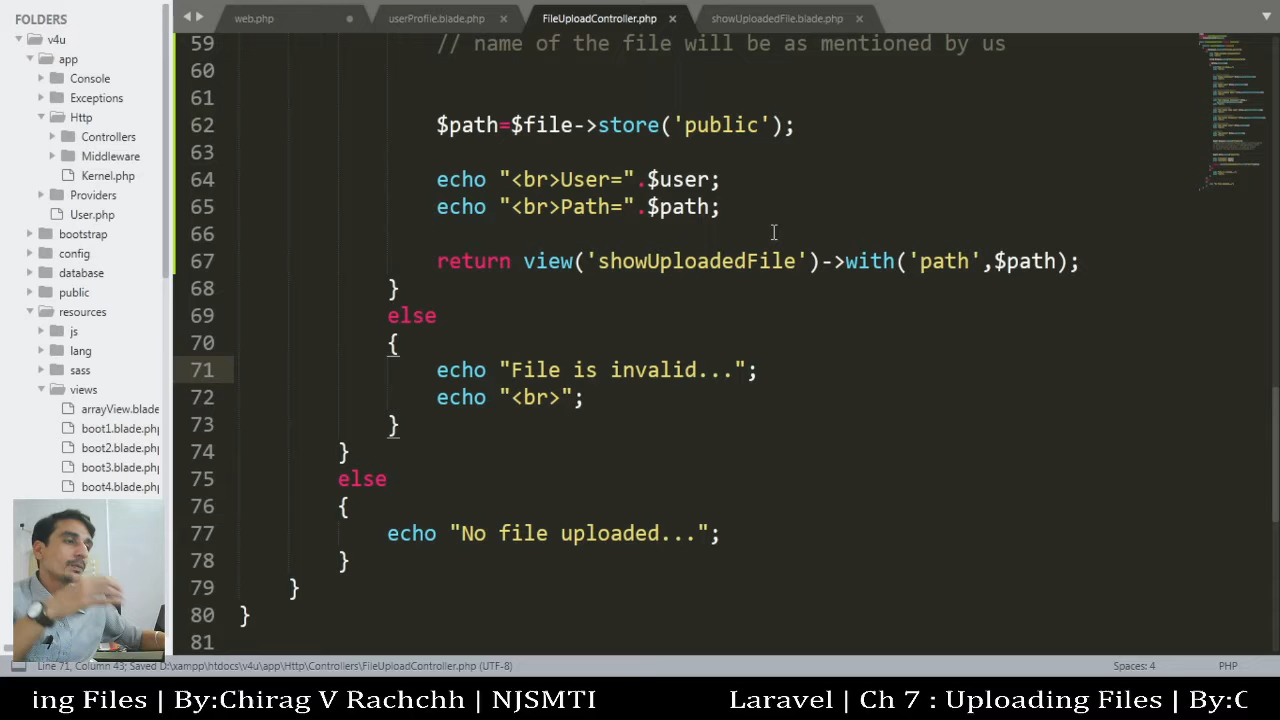 FOLDERS
v4u
app
Console
Exceptions
Http
Controllers
Middleware
Kernel.php
Providers
User.php
bootstrap
config
database
public
resources
js
lang
sass
views
arrayView.blade
boot1.blade.ph
boot2.blade.ph
boot3.blade.ph
boot4.blade.ph
web.php
userProfile.blade.php
FileUploadController.php
showUploadedFile.blade.php
59 // name of the file will be as mentioned by us
60
61
62 $path=$file->store('public');
63
64 echo "<br>User=".$user;
65 echo "<br>Path=".$path;
66
67 return view('showUploadedFile')->with('path',$path);
68 }
69 else
70 {
71 echo "File is invalid...";
72 echo "<br>";
73 }
74 }
75 else
76 {
77 echo "No file uploaded...";
78 }
79 }
80 }
81
Line 71, Column 43; Saved D:\xampp\htdocs\v4u\app\Http\Controllers\FileUploadController.php (UTF-8)
Spaces: 4
PHP
ing Files | By:Chirag V Rachchh | NJSMTI
Laravel | Ch 7 : Uploading Files | By:C